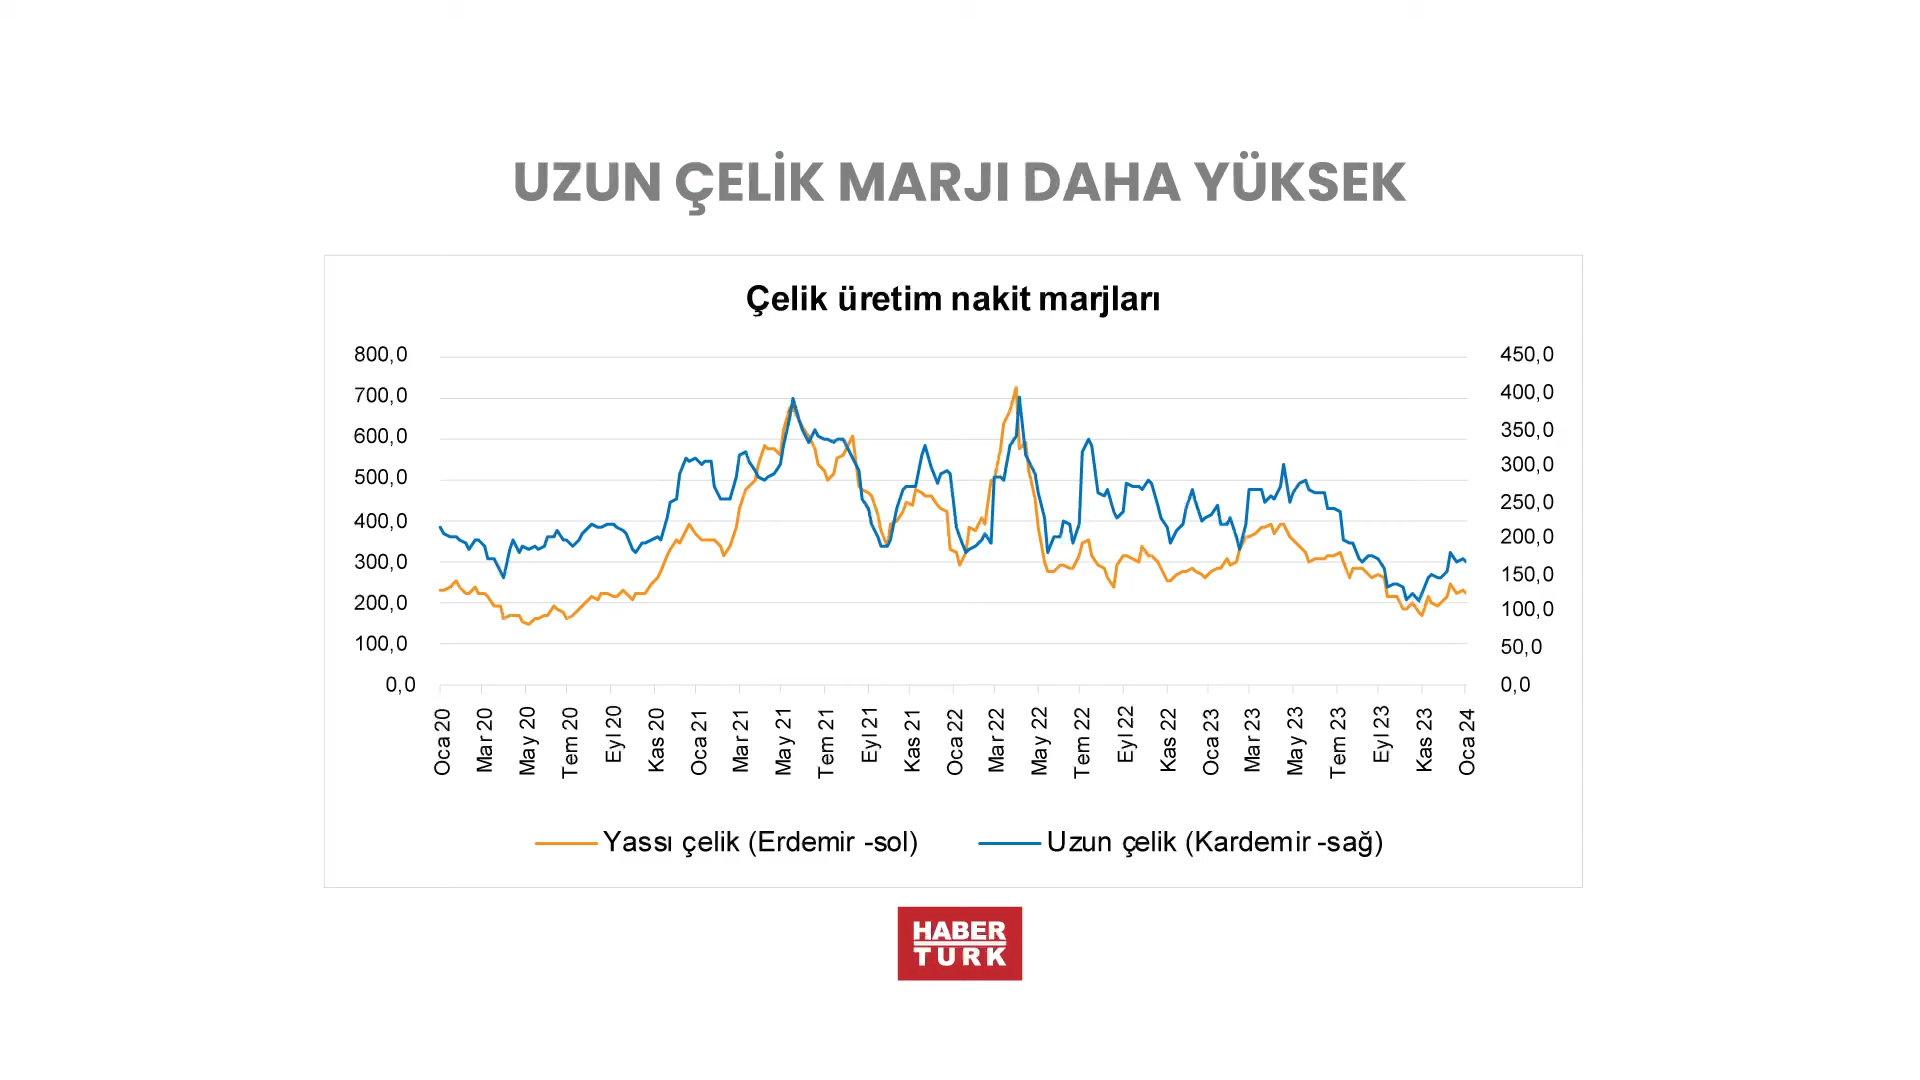 UZUN ÇELİK MARJI DAHA YÜKSEK
Çelik üretim nakit marjları
800,0
700,0
600,0
500,0
400,0
300,0
200,0
100,0
0,0
450,0
400,0
350,0
300,0
250,0
200,0
150,0
100,0
50,0
0,0
Oca 20
Mar 20
May 20
Tem 20
Eyl 20
Kas 20
Oca 21
Mar 21
May 21
Tem 21
Eyl 21
Kas 21
Oca 22
Mar 22
May 22
Tem 22
Eyl 22
Kas 22
Oca 23
Mar 23
May 23
Tem 23
Eyl 23
Kas 23
Oca 24
Yassı çelik (Erdemir -sol)
Uzun çelik (Kardemir -sağ)
HABER
TURK